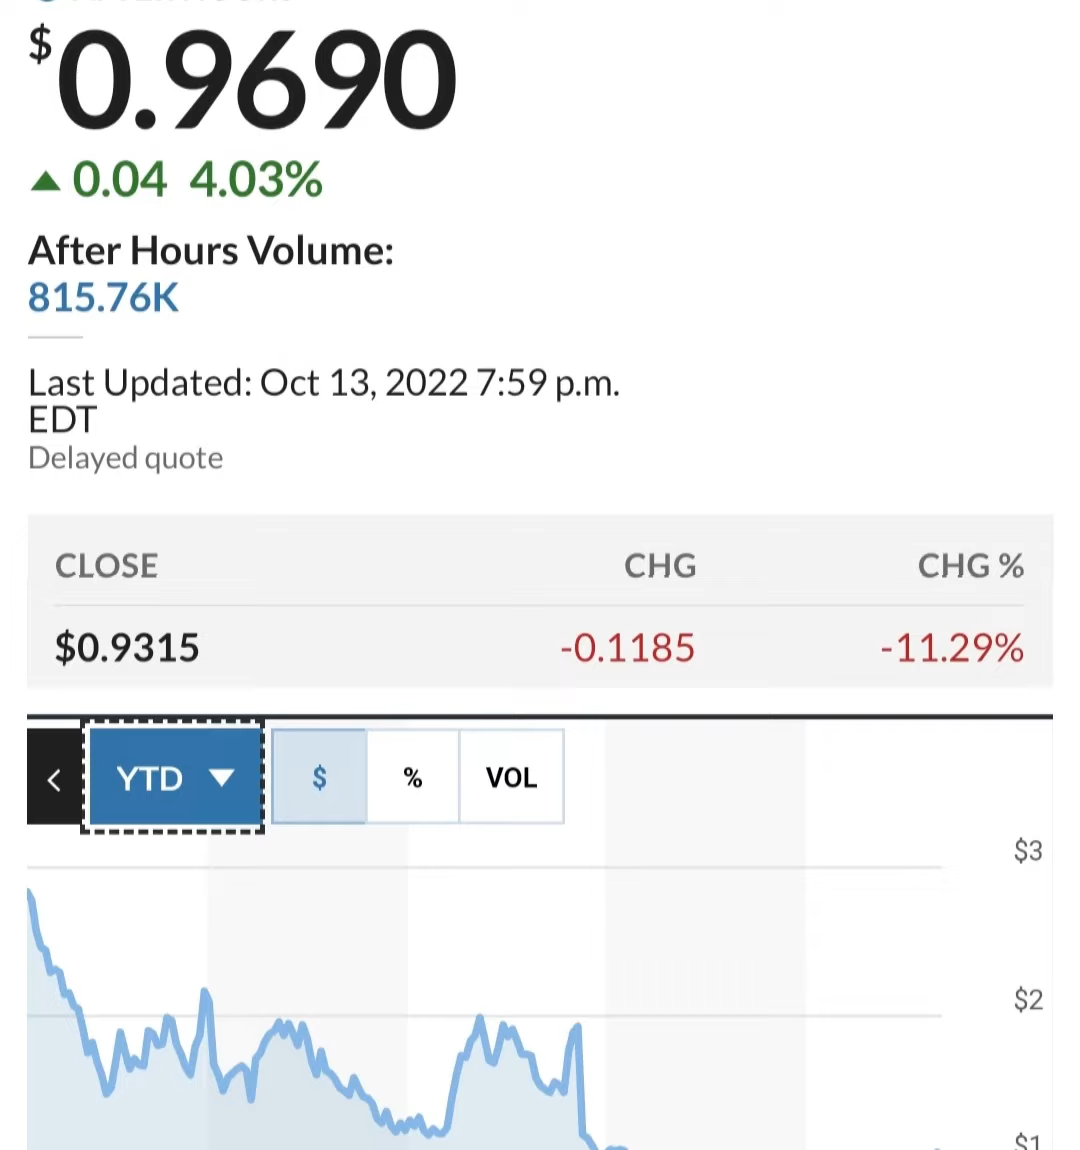 $0.9690
0.04 4.03%
After Hours Volume:
815.76K
Last Updated: Oct 13, 2022 7:59 p.m.
EDT
Delayed quote
CLOSE CHG CHG %
$0.9315 -0.1185 -11.29%
YTD $ % VOL
$3
$2
$1